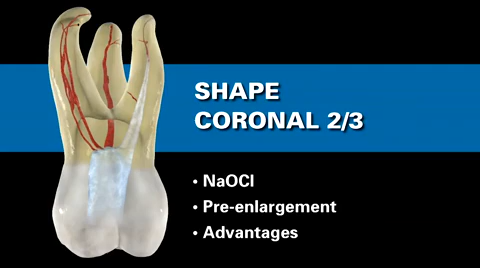 SHAPE
CORONAL 2/3
• NaOCl
• Pre-enlargement
• Advantages